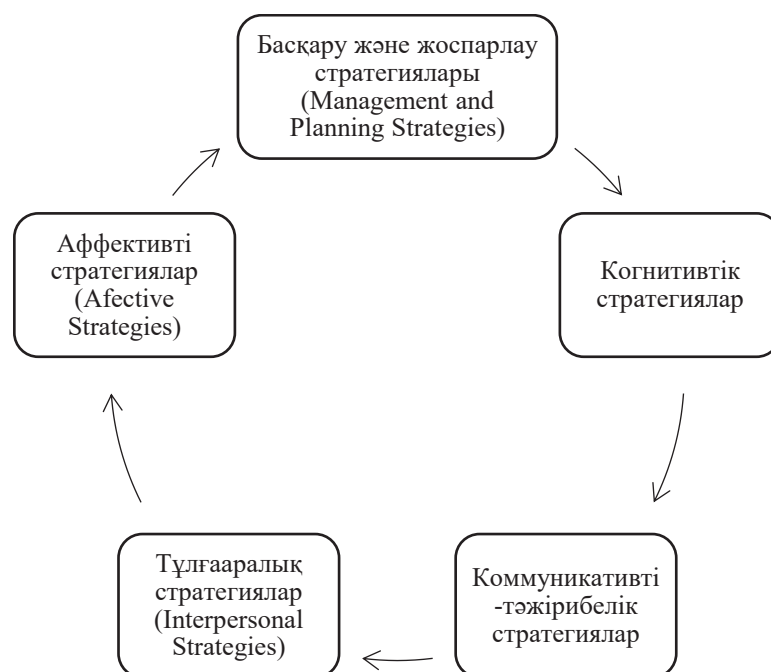 Басқару және жоспарлау
стратегиялары
(Management and
Planning Strategies)
Когнитивтік
стратегиялар
Коммуникативті
-тәжірибелік
стратегиялар
Тұлғааралық
стратегиялар
(Interpersonal
Strategies)
Аффективті
стратегиялар
(Afective
Strategies)